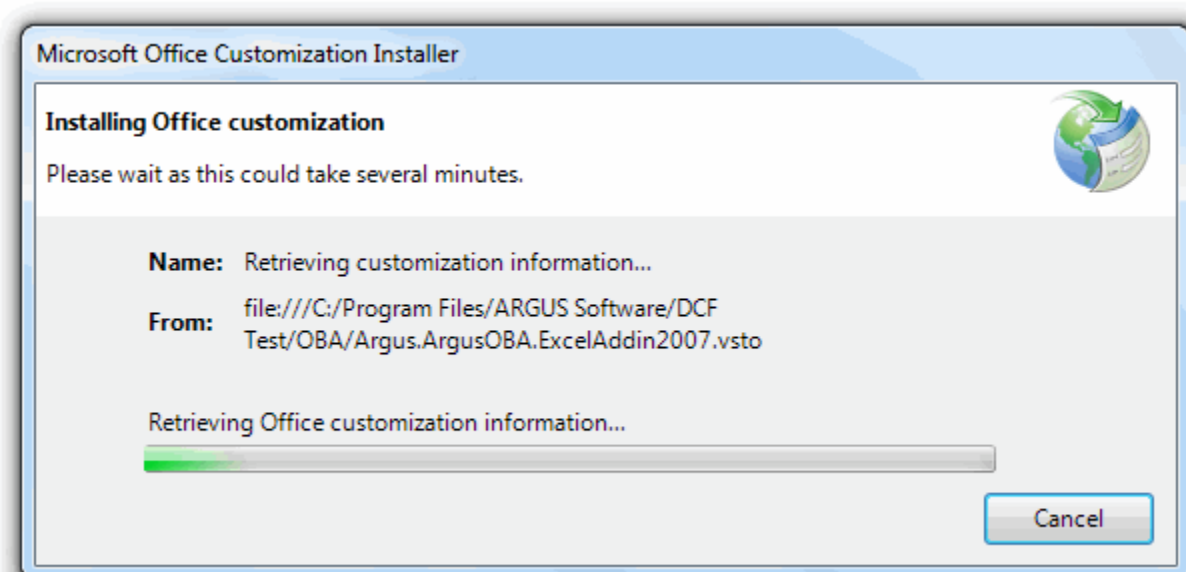 Microsoft Office Customization Installer
Installing Office customization
Please wait as this could take several minutes.
Name: Retrieving customization information...
From: file:///C:/Program Files/ARGUS Software/DCF
Test/OBA/Argus.ArgusOBA.ExcelAddin2007.vsto
Retrieving Office customization information...
Cancel